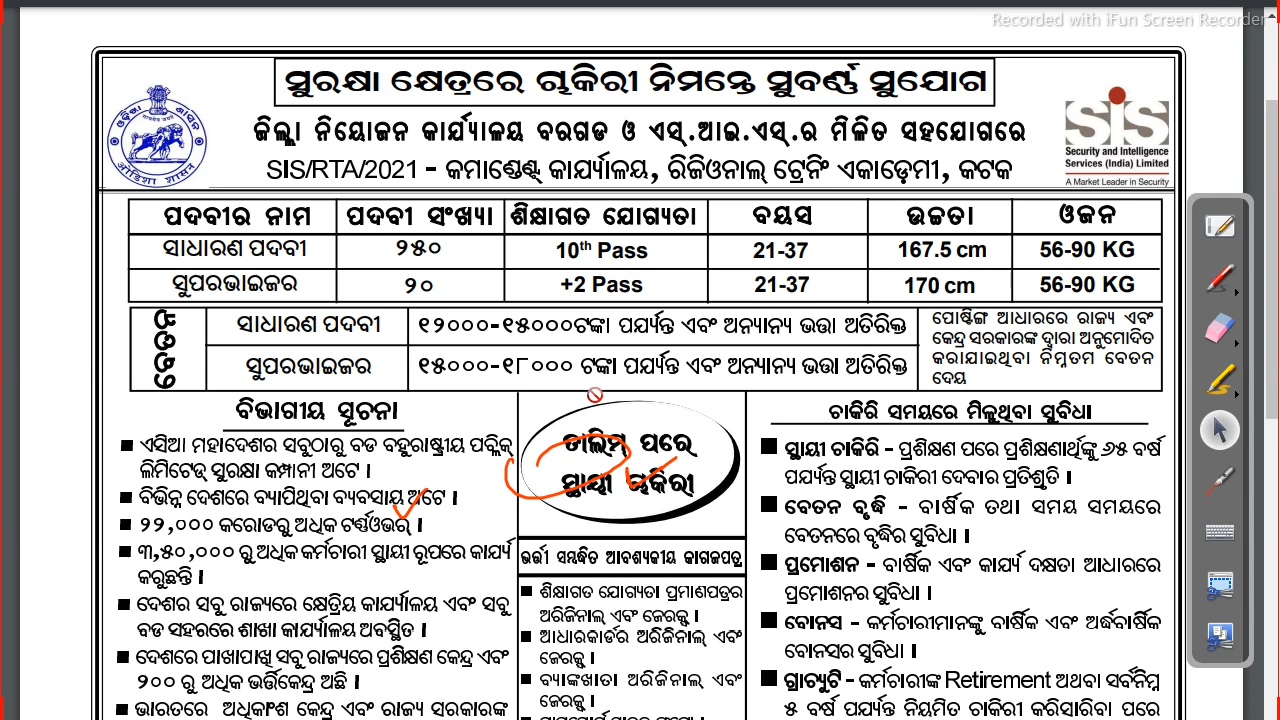 Recorded with iFun Screen Recorder
ସୁରକ୍ଷା କ୍ଷେତ୍ରରେ ଚାକିରୀ ନିମନ୍ତେ ସୁବର୍ଣ୍ଣ ସୁଯୋଗ
ଜିଲ୍ଲା ନିୟୋଜନ କାର୍ଯ୍ୟାଳୟ ବରଗଡ ଓ ଏସ୍.ଆଇ.ଏସ୍.ର ମିଳିତ ସହଯୋଗରେ
SIS/RTA/2021 - କମାଣ୍ଡେଣ୍ଟ କାର୍ଯ୍ୟାଳୟ, ରିଜିଓନାଲ୍ ଟ୍ରେନିଂ ଏକାଡ଼େମୀ, କଟକ
ଓଡିଶା ଶାସନ
SIS
Security and Intelligence
Services (India) Limited
A Market Leader in Security
ପଦବୀର ନାମ ପଦବୀ ସଂଖ୍ୟା ଶିକ୍ଷାଗତ ଯୋଗ୍ୟତା ବୟସ ଉଚ୍ଚତା ଓଜନ
ସାଧାରଣ ପଦବୀ ୨୫୦ 10th Pass 21-37 167.5 cm 56-90 KG
ସୁପରଭାଇଜର ୨୦ +2 Pass 21-37 170 cm 56-90 KG
ବେତନ
ସାଧାରଣ ପଦବୀ ୧୨୦୦୦-୧୫୦୦୦ଟଙ୍କା ପର୍ଯ୍ୟନ୍ତ ଏବଂ ଅନ୍ୟାନ୍ୟ ଭତ୍ତା ଅତିରିକ୍ତ
ସୁପରଭାଇଜର ୧୫୦୦୦-୧୮୦୦୦ ଟଙ୍କା ପର୍ଯ୍ୟନ୍ତ ଏବଂ ଅନ୍ୟାନ୍ୟ ଭତ୍ତା ଅତିରିକ୍ତ
ପୋଷ୍ଟିଙ୍ଗ ଆଧାରରେ ରାଜ୍ୟ ଏବଂ
କେନ୍ଦ୍ର ସରକାରଙ୍କ ଦ୍ଵାରା ଅନୁମୋଦିତ
କରାଯାଇଥିବା ନିମ୍ନତମ ବେତନ
ଦେୟ
ବିଭାଗୀୟ ସୂଚନା
■ ଏସିଆ ମହାଦେଶର ସବୁଠାରୁ ବଡ ବହୁରାଷ୍ଟ୍ରୀୟ ପବ୍ଲିକ୍
ଲିମିଟେଡ୍ ସୁରକ୍ଷା କମ୍ପାନୀ ଅଟେ ।
■ ବିଭିନ୍ନ ଦେଶରେ ବ୍ୟାପିଥିବା ବ୍ୟବସାୟ ଅଟେ ।
■ ୨୨,୦୦୦ କରୋଡରୁ ଅଧିକ ଟର୍ଣ୍ଣଓଭର୍ ।
■ ୩,୫୦,୦୦୦ ରୁ ଅଧିକ କର୍ମଚାରୀ ସ୍ଥାୟୀ ରୂପରେ କାର୍ଯ୍ୟ
କରୁଛନ୍ତି ।
■ ଦେଶର ସବୁ ରାଜ୍ୟରେ କ୍ଷେତ୍ରିୟ କାର୍ଯ୍ୟାଳୟ ଏବଂ ସବୁ
ବଡ ସହରରେ ଶାଖା କାର୍ଯ୍ୟାଳୟ ଅବସ୍ଥିତ ।
■ ଦେଶରେ ପାଖାପାଖି ସବୁ ରାଜ୍ୟରେ ପ୍ରଶିକ୍ଷଣ କେନ୍ଦ୍ର ଏବଂ
୨୦୦ ରୁ ଅଧିକ ଭର୍ତ୍ତିକେନ୍ଦ୍ର ଅଛି ।
■ ଭାରତରେ ଅଧିକାଂଶ କେନ୍ଦ୍ର ଏବଂ ରାଜ୍ୟ ସରକାରଙ୍କ
ତାଲିମ୍ ପରେ
ସ୍ଥାୟୀ ଚାକିରୀ
ଭର୍ତ୍ତୀ ସମ୍ବନ୍ଧିତ ଆବଶ୍ୟକୀୟ କାଗଜପତ୍ର
■ ଶିକ୍ଷାଗତ ଯୋଗ୍ୟତା ପ୍ରମାଣପତ୍ରର
ଅରିଜିନାଲ୍ ଏବଂ ଜେରକ୍ସ ।
■ ଆଧାରକାର୍ଡର ଅରିଜିନାଲ୍ ଏବଂ
ଜେରକ୍ସ ।
■ ବ୍ୟାଙ୍କଖାତା ଅରିଜିନାଲ୍ ଏବଂ
ଜେରକ୍ସ ।
ଚାକିରି ସମୟରେ ମିଳୁଥିବା ସୁବିଧା
■ ସ୍ଥାୟୀ ଚାକିରି - ପ୍ରଶିକ୍ଷଣ ପରେ ପ୍ରଶିକ୍ଷଣାର୍ଥିଙ୍କୁ ୬୫ ବର୍ଷ
ପର୍ଯ୍ୟନ୍ତ ସ୍ଥାୟୀ ଚାକିରୀ ଦେବାର ପ୍ରତିଶୃତି ।
■ ବେତନ ବୃଦ୍ଧି - ବାର୍ଷିକ ତଥା ସମୟ ସମୟରେ
ବେତନରେ ବୃଦ୍ଧିର ସୁବିଧା ।
■ ପ୍ରମୋଶନ - ବାର୍ଷିକ ଏବଂ କାର୍ଯ୍ୟ ଦକ୍ଷତା ଆଧାରରେ
ପ୍ରମୋଶନର ସୁବିଧା ।
■ ବୋନସ - କର୍ମଚାରୀମାନଙ୍କୁ ବାର୍ଷିକ ଏବଂ ଅର୍ଦ୍ଧବାର୍ଷିକ
ବୋନସର ସୁବିଧା ।
■ ଗ୍ରାଚ୍ୟୁଟି - କର୍ମଚାରୀଙ୍କ Retirement ଅଥବା ସର୍ବନିମ୍ନ
୫ ବର୍ଷ ପର୍ଯ୍ୟନ୍ତ ନିୟମିତ ଚାକିରୀ କରିସାରିବା ପରେ